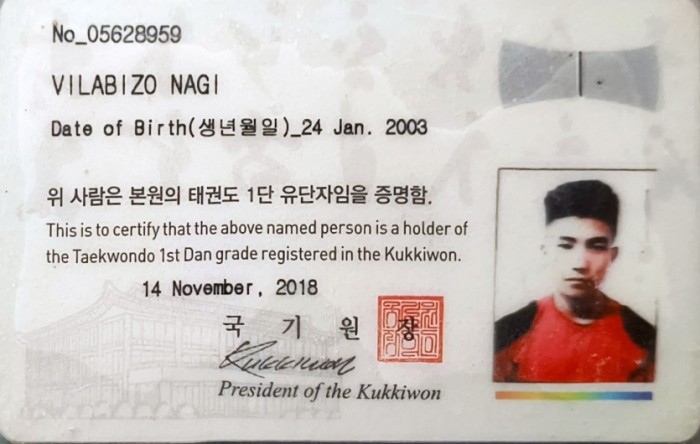 No_05628959
VILABIZO NAGI
Date of Birth(생년월일)_24 Jan. 2003
위 사람은 본원의 태권도 1단 유단자임을 증명함.
This is to certify that the above named person is a holder of
the Taekwondo 1st Dan grade registered in the Kukkiwon.
14 November, 2018
국 기 원 장
Kukkiwon
President of the Kukkiwon